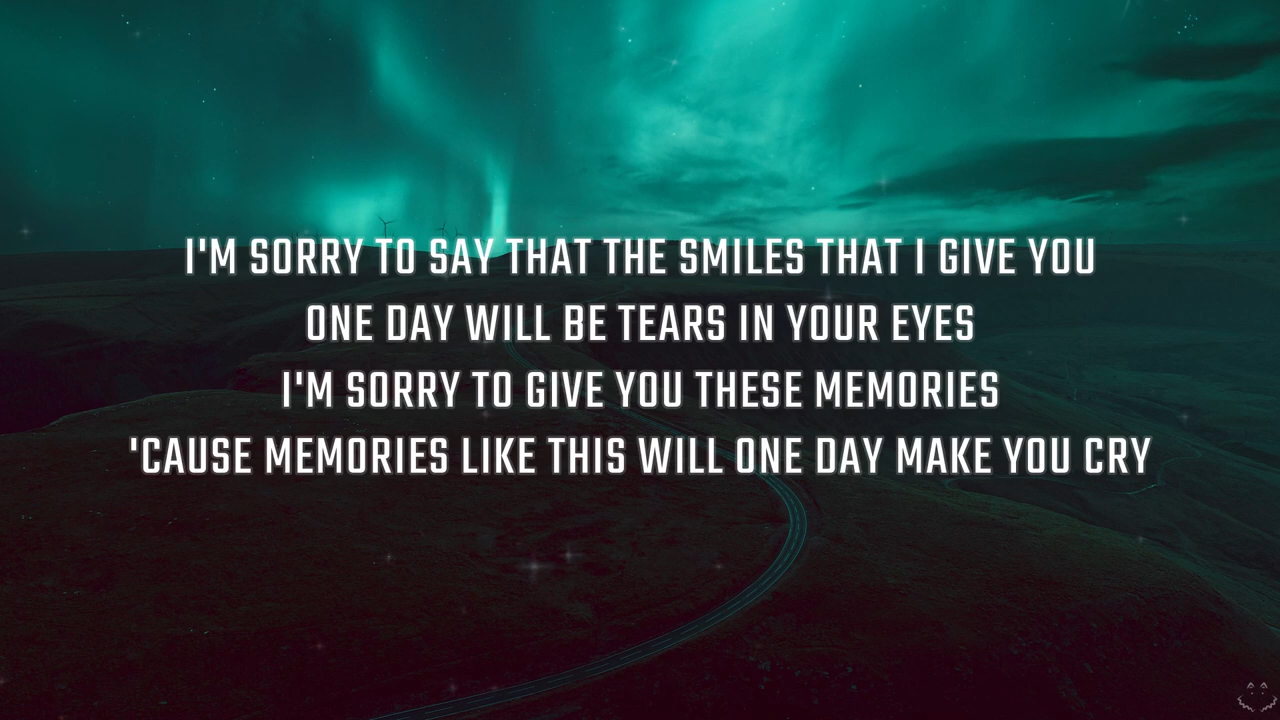 I'M SORRY TO SAY THAT THE SMILES THAT I GIVE YOU
ONE DAY WILL BE TEARS IN YOUR EYES
I'M SORRY TO GIVE YOU THESE MEMORIES
'CAUSE MEMORIES LIKE THIS WILL ONE DAY MAKE YOU CRY